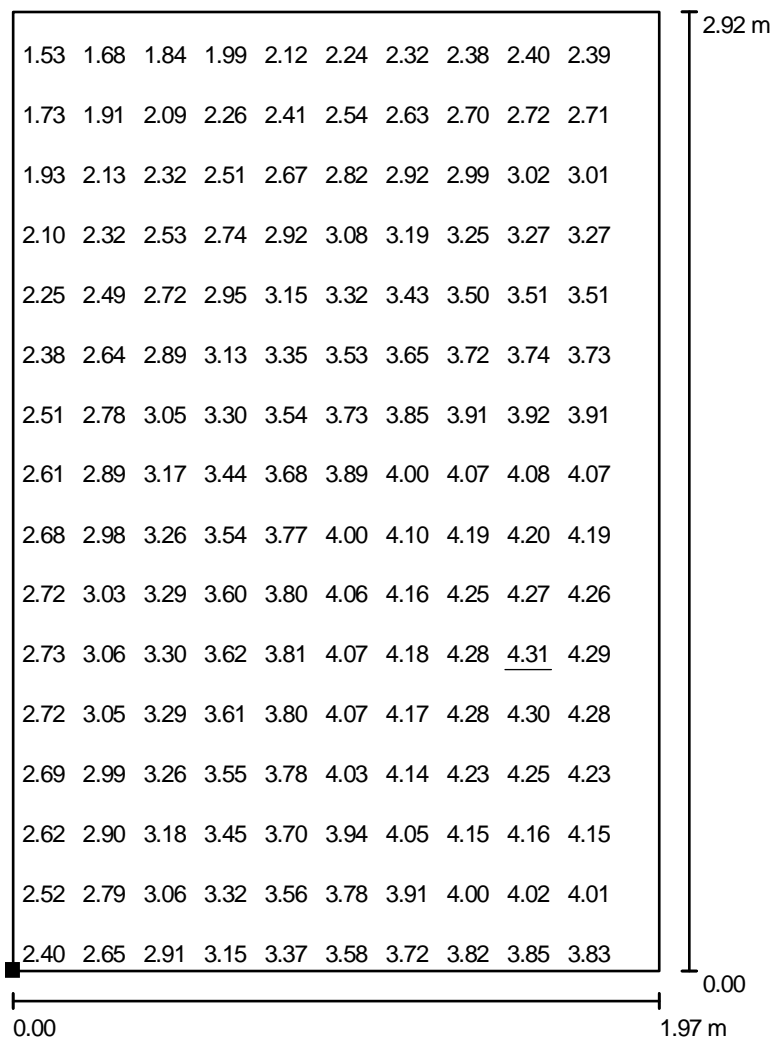 2.92 m
1.53 1.68 1.84 1.99 2.12 2.24 2.32 2.38 2.40 2.39
1.73 1.91 2.09 2.26 2.41 2.54 2.63 2.70 2.72 2.71
1.93 2.13 2.32 2.51 2.67 2.82 2.92 2.99 3.02 3.01
2.10 2.32 2.53 2.74 2.92 3.08 3.19 3.25 3.27 3.27
2.25 2.49 2.72 2.95 3.15 3.32 3.43 3.50 3.51 3.51
2.38 2.64 2.89 3.13 3.35 3.53 3.65 3.72 3.74 3.73
2.51 2.78 3.05 3.30 3.54 3.73 3.85 3.91 3.92 3.91
2.61 2.89 3.17 3.44 3.68 3.89 4.00 4.07 4.08 4.07
2.68 2.98 3.26 3.54 3.77 4.00 4.10 4.19 4.20 4.19
2.72 3.03 3.29 3.60 3.80 4.06 4.16 4.25 4.27 4.26
2.73 3.06 3.30 3.62 3.81 4.07 4.18 4.28 4.31 4.29
2.72 3.05 3.29 3.61 3.80 4.07 4.17 4.28 4.30 4.28
2.69 2.99 3.26 3.55 3.78 4.03 4.14 4.23 4.25 4.23
2.62 2.90 3.18 3.45 3.70 3.94 4.05 4.15 4.16 4.15
2.52 2.79 3.06 3.32 3.56 3.78 3.91 4.00 4.02 4.01
2.40 2.65 2.91 3.15 3.37 3.58 3.72 3.82 3.85 3.83
0.00
0.00 1.97 m